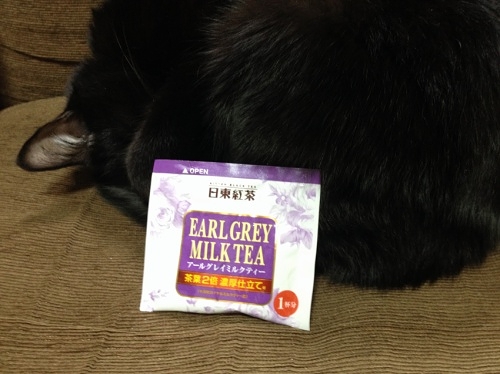 ▲ OPEN
日東紅茶
EARL GREY
MILK TEA
アールグレイミルクティー
茶葉2倍 濃厚仕立て。
1杯分